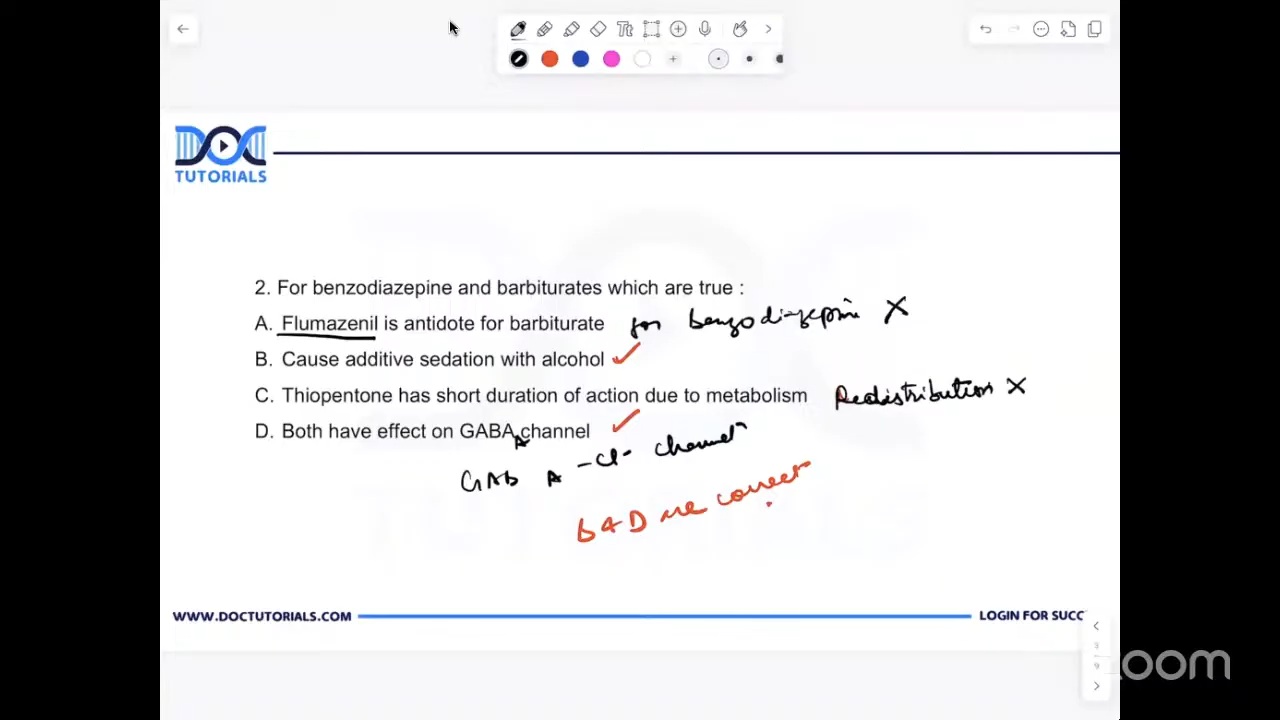 Tt
DOC
TUTORIALS
2. For benzodiazepine and barbiturates which are true :
A. Flumazenil is antidote for barbiturate for benzodiazepine X
B. Cause additive sedation with alcohol ✓
C. Thiopentone has short duration of action due to metabolism Redistribution X
D. Both have effect on GABA A channel ✓
GAB A -Cl- channel
B & D are correct
WWW.DOCTUTORIALS.COM
LOGIN FOR SUCC
zoom